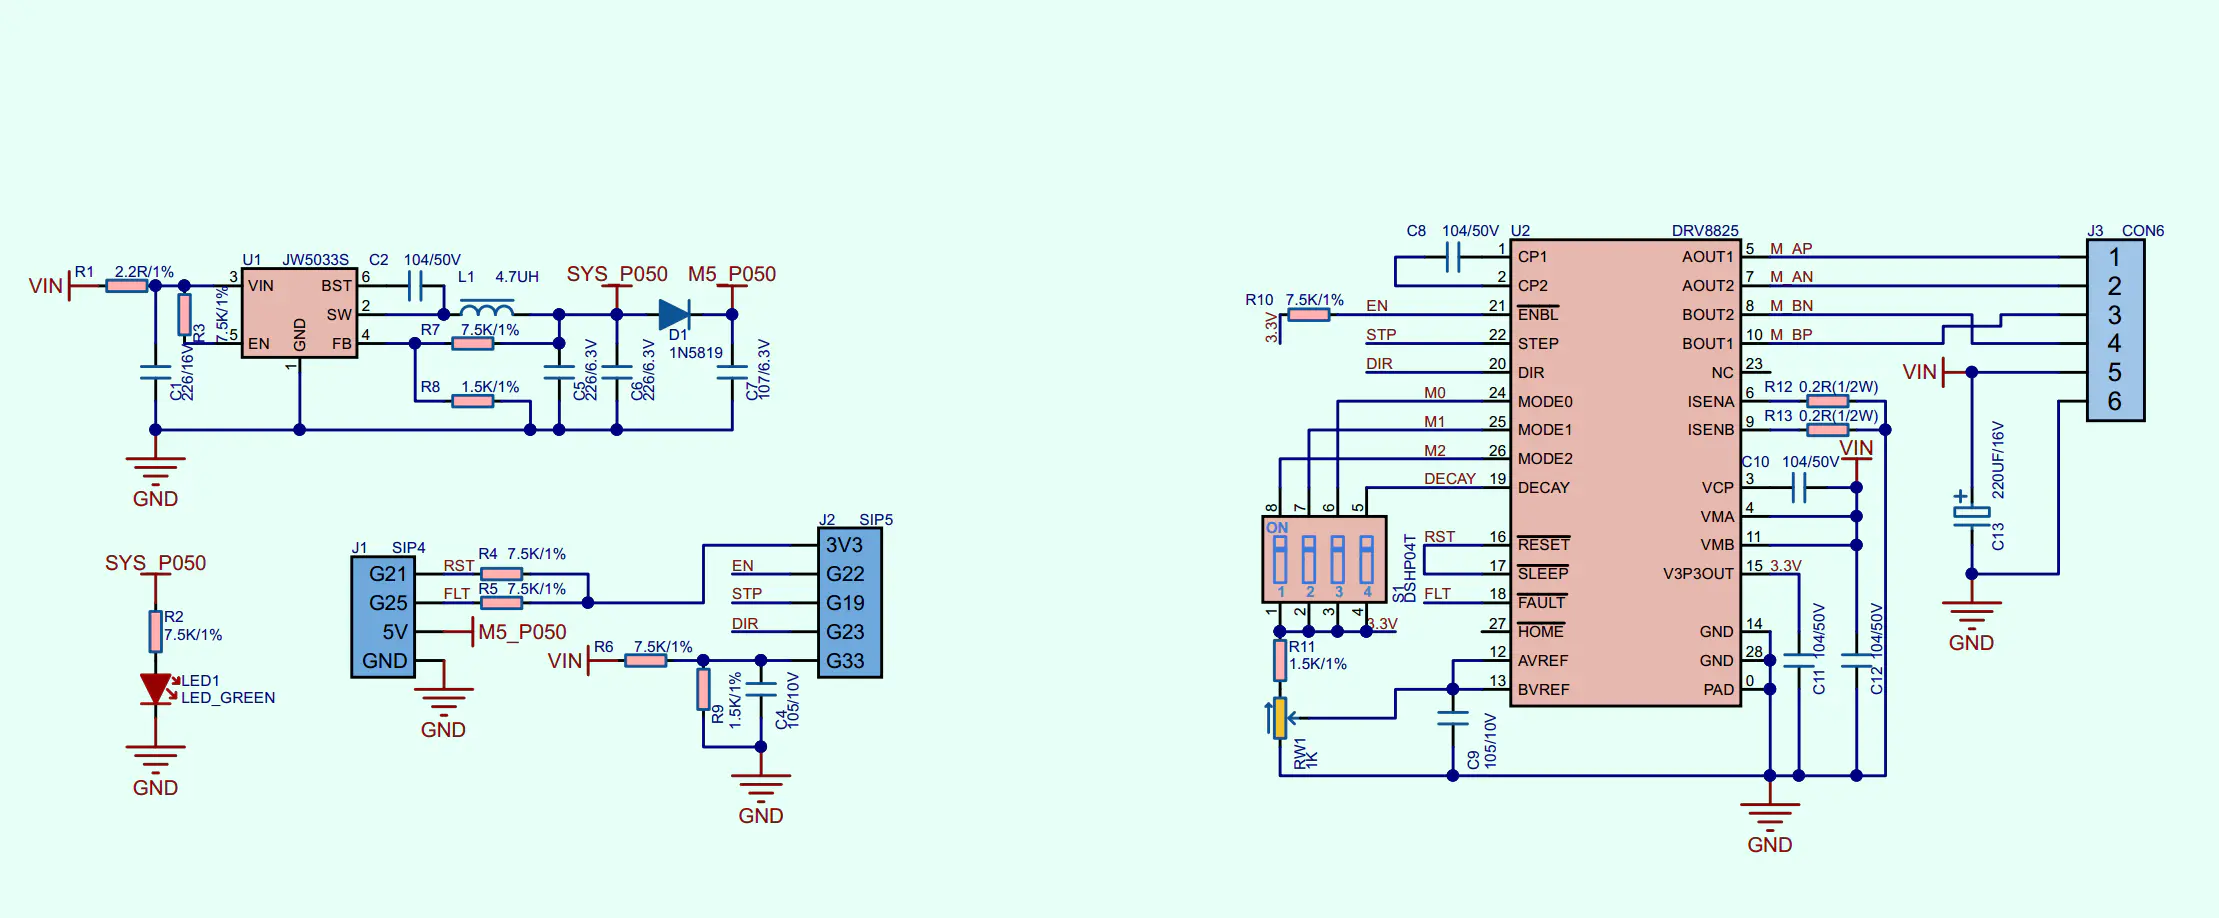 U1 JW5033S
VIN
R1 2.2R/1%
R3
7.5K/1%
C1
226/16V
3 VIN
5 EN
GND
1
BST 6
SW 2
FB 4
C2 104/50V
L1 4.7UH
R7 7.5K/1%
R8 1.5K/1%
C5
226/6.3V
SYS_P050
C6
226/6.3V
D1
1N5819
M5_P050
C7
107/6.3V
GND
SYS_P050
R2
7.5K/1%
LED1
LED_GREEN
GND
J1 SIP4
G21
G25
5V
GND
RST
FLT
R4 7.5K/1%
R5 7.5K/1%
M5_P050
GND
J2 SIP5
3V3
G22
G19
G23
G33
EN
STP
DIR
VIN
R6 7.5K/1%
R9
1.5K/1%
C4
105/10V
GND
U2 DRV8825
C8 104/50V
R10 7.5K/1%
3.3V
EN
STP
DIR
M0
M1
M2
DECAY
RST
FLT
1 CP1
2 CP2
21 ENBL
22 STEP
20 DIR
24 MODE0
25 MODE1
26 MODE2
19 DECAY
16 RESET
17 SLEEP
18 FAULT
27 HOME
12 AVREF
13 BVREF
AOUT1 5 M_AP
AOUT2 7 M_AN
BOUT2 8 M_BN
BOUT1 10 M_BP
NC 23
ISENA 6
ISENB 9
VCP 3
VMA 4
VMB 11
V3P3OUT 15 3.3V
GND 14
GND 28
PAD 0
8 7 6 5
ON
1 2 3 4
1 2 3 4
S1
DSHP04T
3.3V
R11
1.5K/1%
RW1
1K
C9
105/10V
R12 0.2R(1/2W)
R13 0.2R(1/2W)
VIN
C10 104/50V
C11 104/50V
C12 104/50V
GND
J3 CON6
1
2
3
4
5
6
VIN
+
C13
220UF/16V
GND